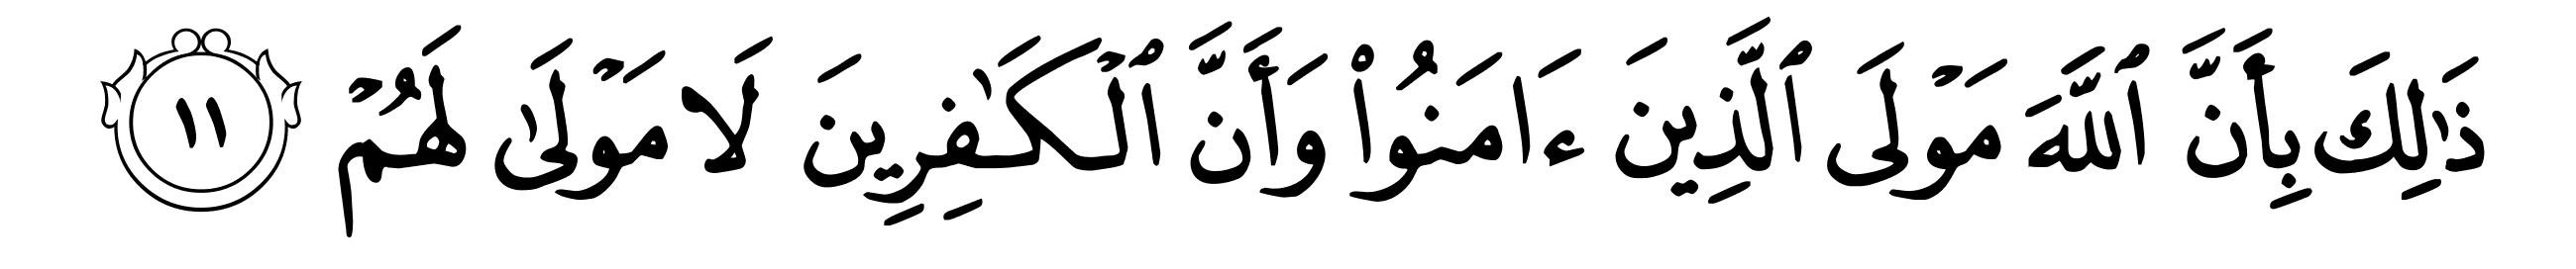 ذَٰلِكَ بِأَنَّ ٱللَّهَ مَوْلَى ٱلَّذِينَ ءَامَنُوا۟ وَأَنَّ ٱلْكَـٰفِرِينَ لَا مَوْلَىٰ لَهُمْ ١١